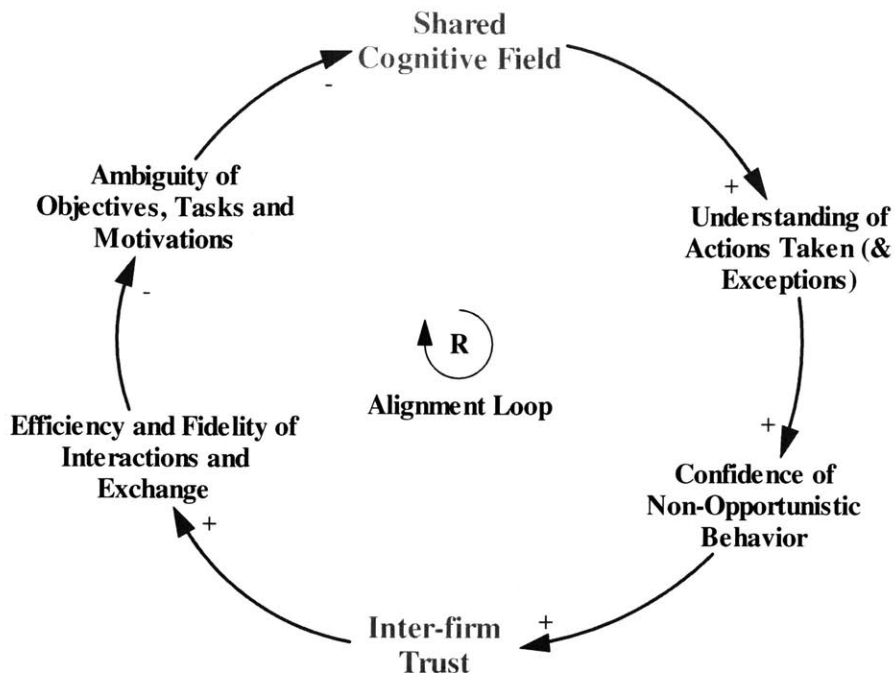 Shared
Cognitive Field
-
+
Ambiguity of
Objectives, Tasks and
Motivations
Understanding of
Actions Taken (&
Exceptions)
-
R
Alignment Loop
+
Efficiency and Fidelity of
Interactions and
Exchange
Confidence of
Non-Opportunistic
Behavior
+
+
Inter-firm
Trust